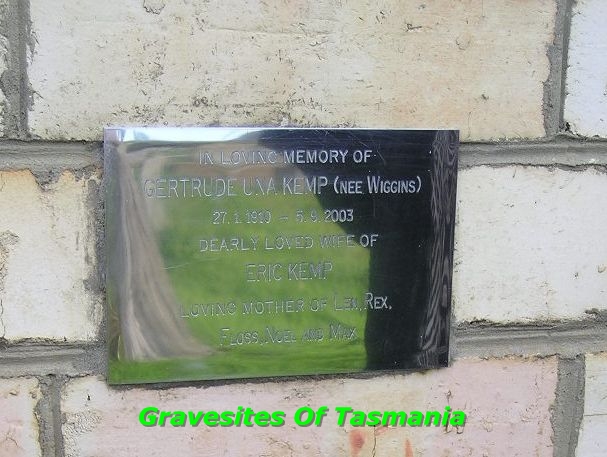 IN LOVING MEMORY OF
GERTRUDE UNA KEMP (NEE WIGGINS)
27.1.1910 – 5.9.2003
DEARLY LOVED WIFE OF
ERIC KEMP
LOVING MOTHER OF LEN, REX,
FLOSS, NOEL AND MAX
Gravesites Of Tasmania